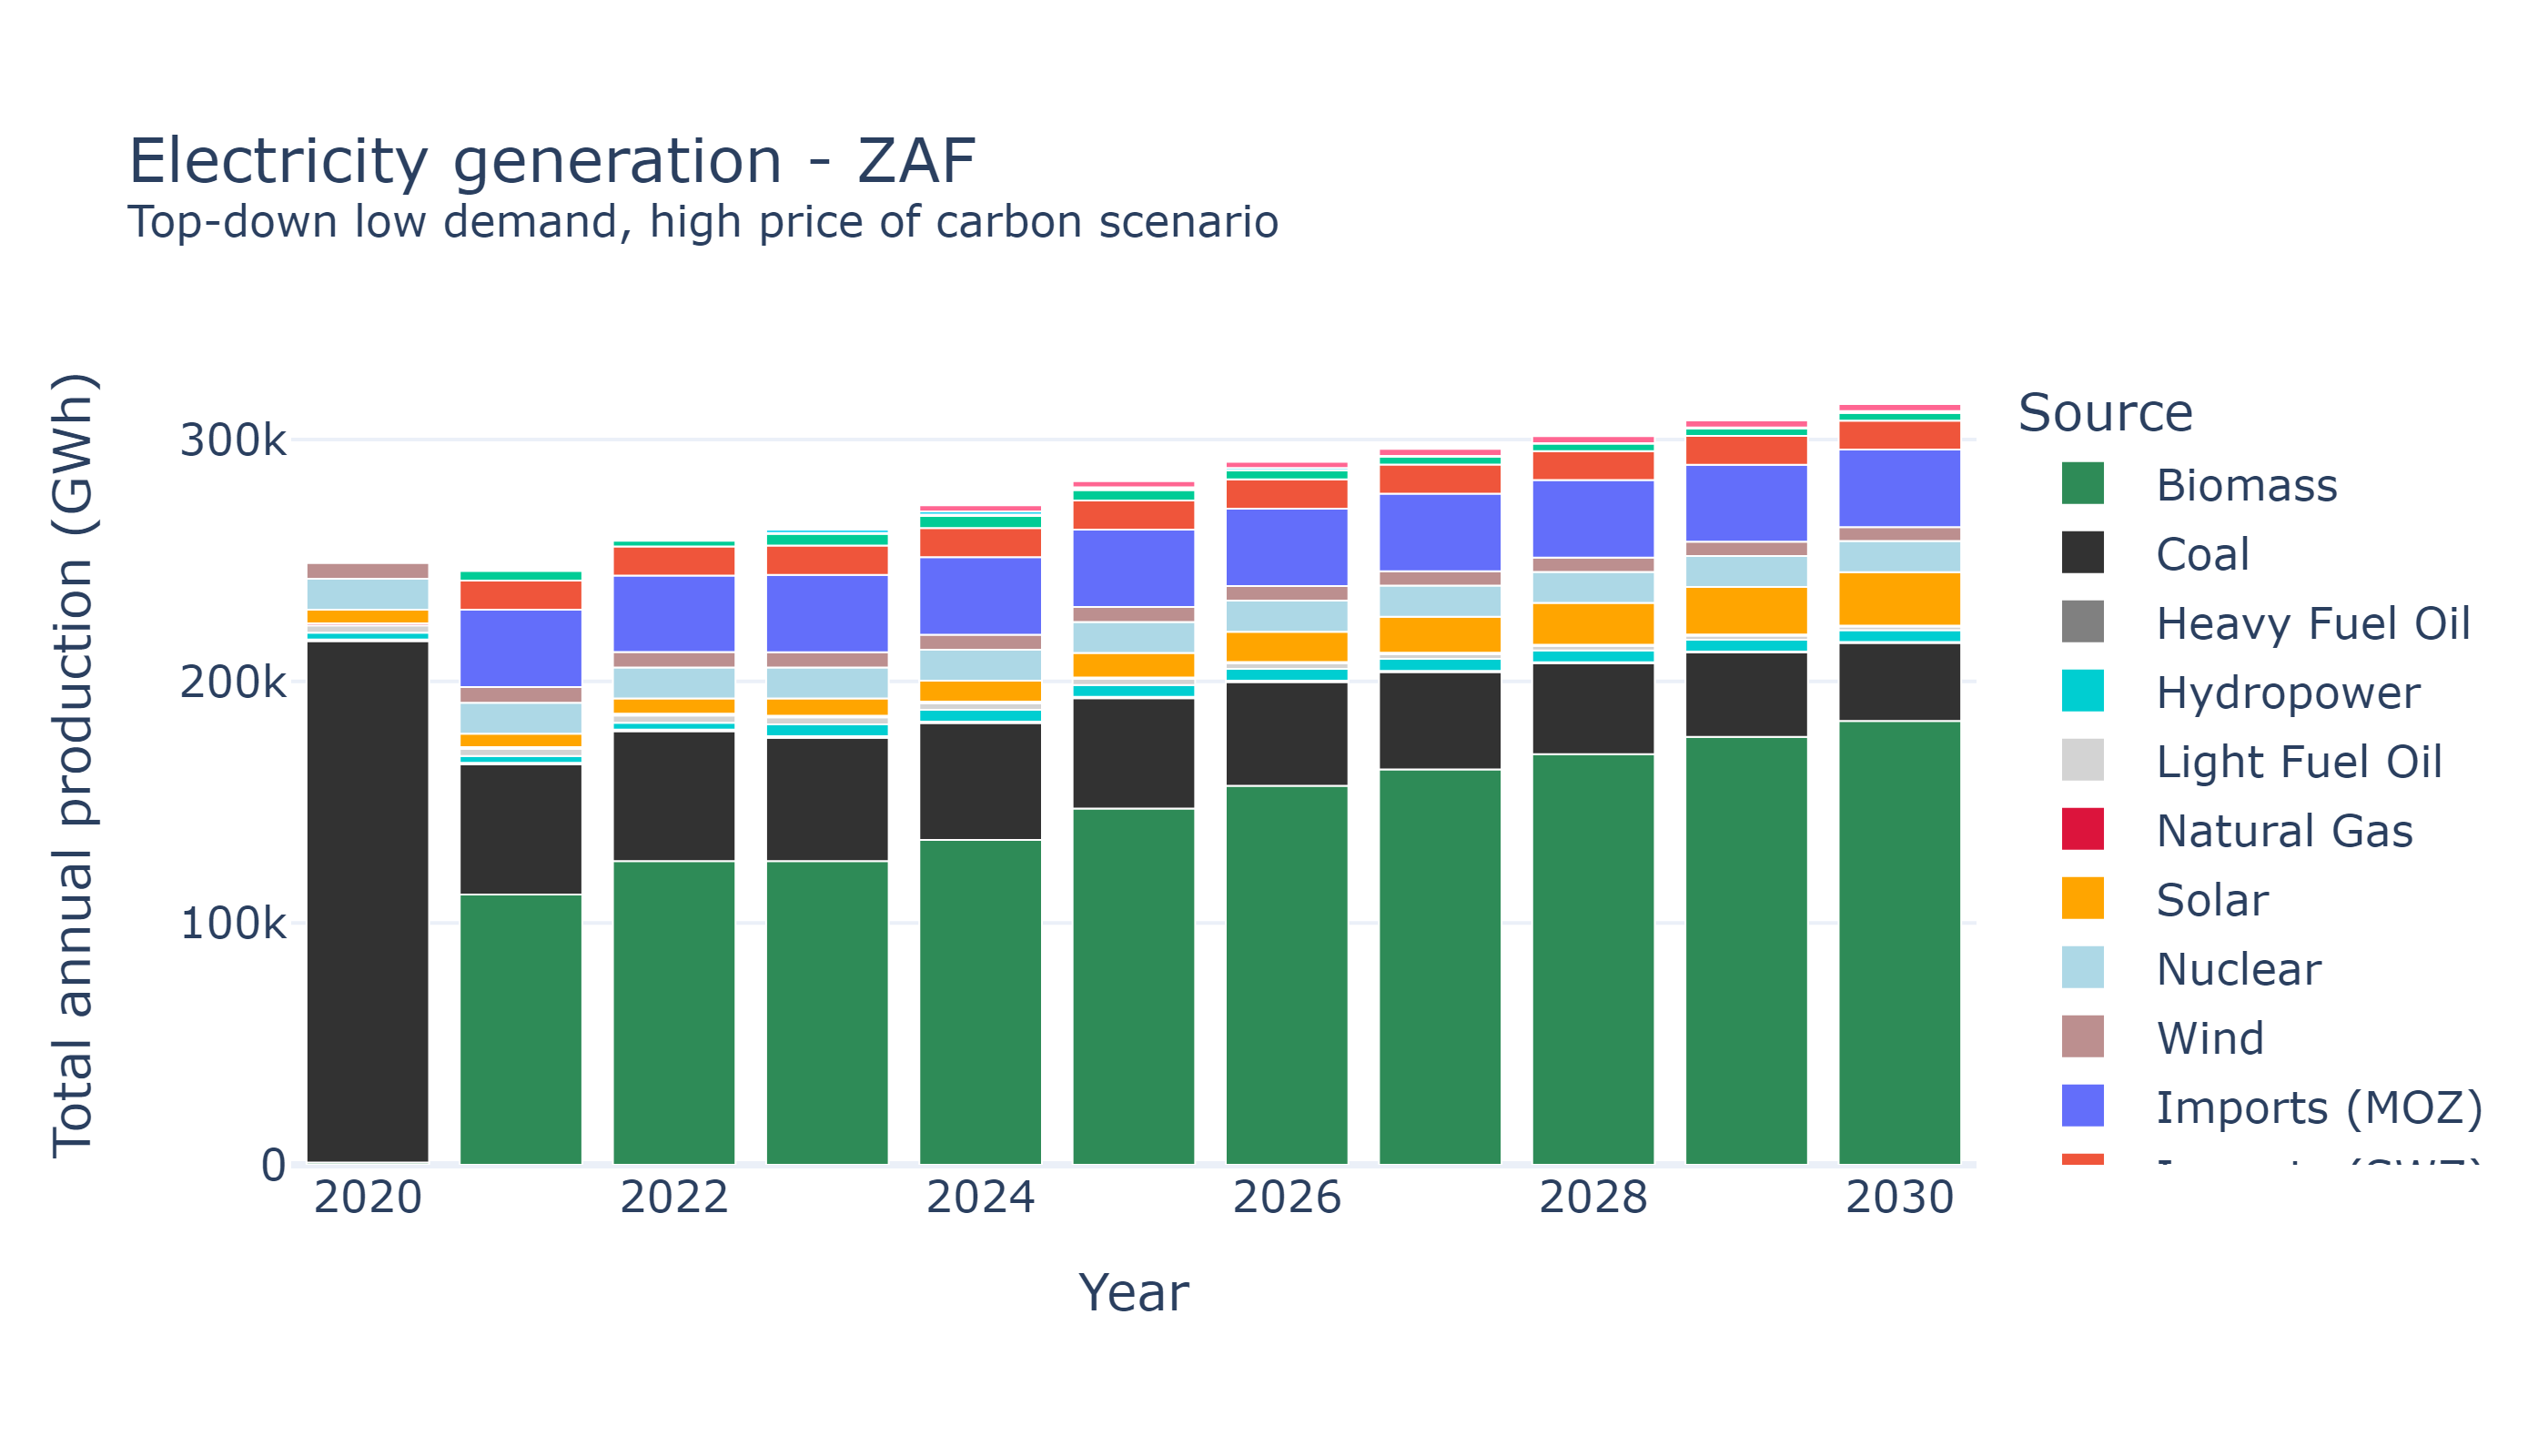 Electricity generation - ZAF
Top-down low demand, high price of carbon scenario
Total annual production (GWh)
300k
200k
100k
0
2020
2022
2024
2026
2028
2030
Year
Source
Biomass
Coal
Heavy Fuel Oil
Hydropower
Light Fuel Oil
Natural Gas
Solar
Nuclear
Wind
Imports (MOZ)